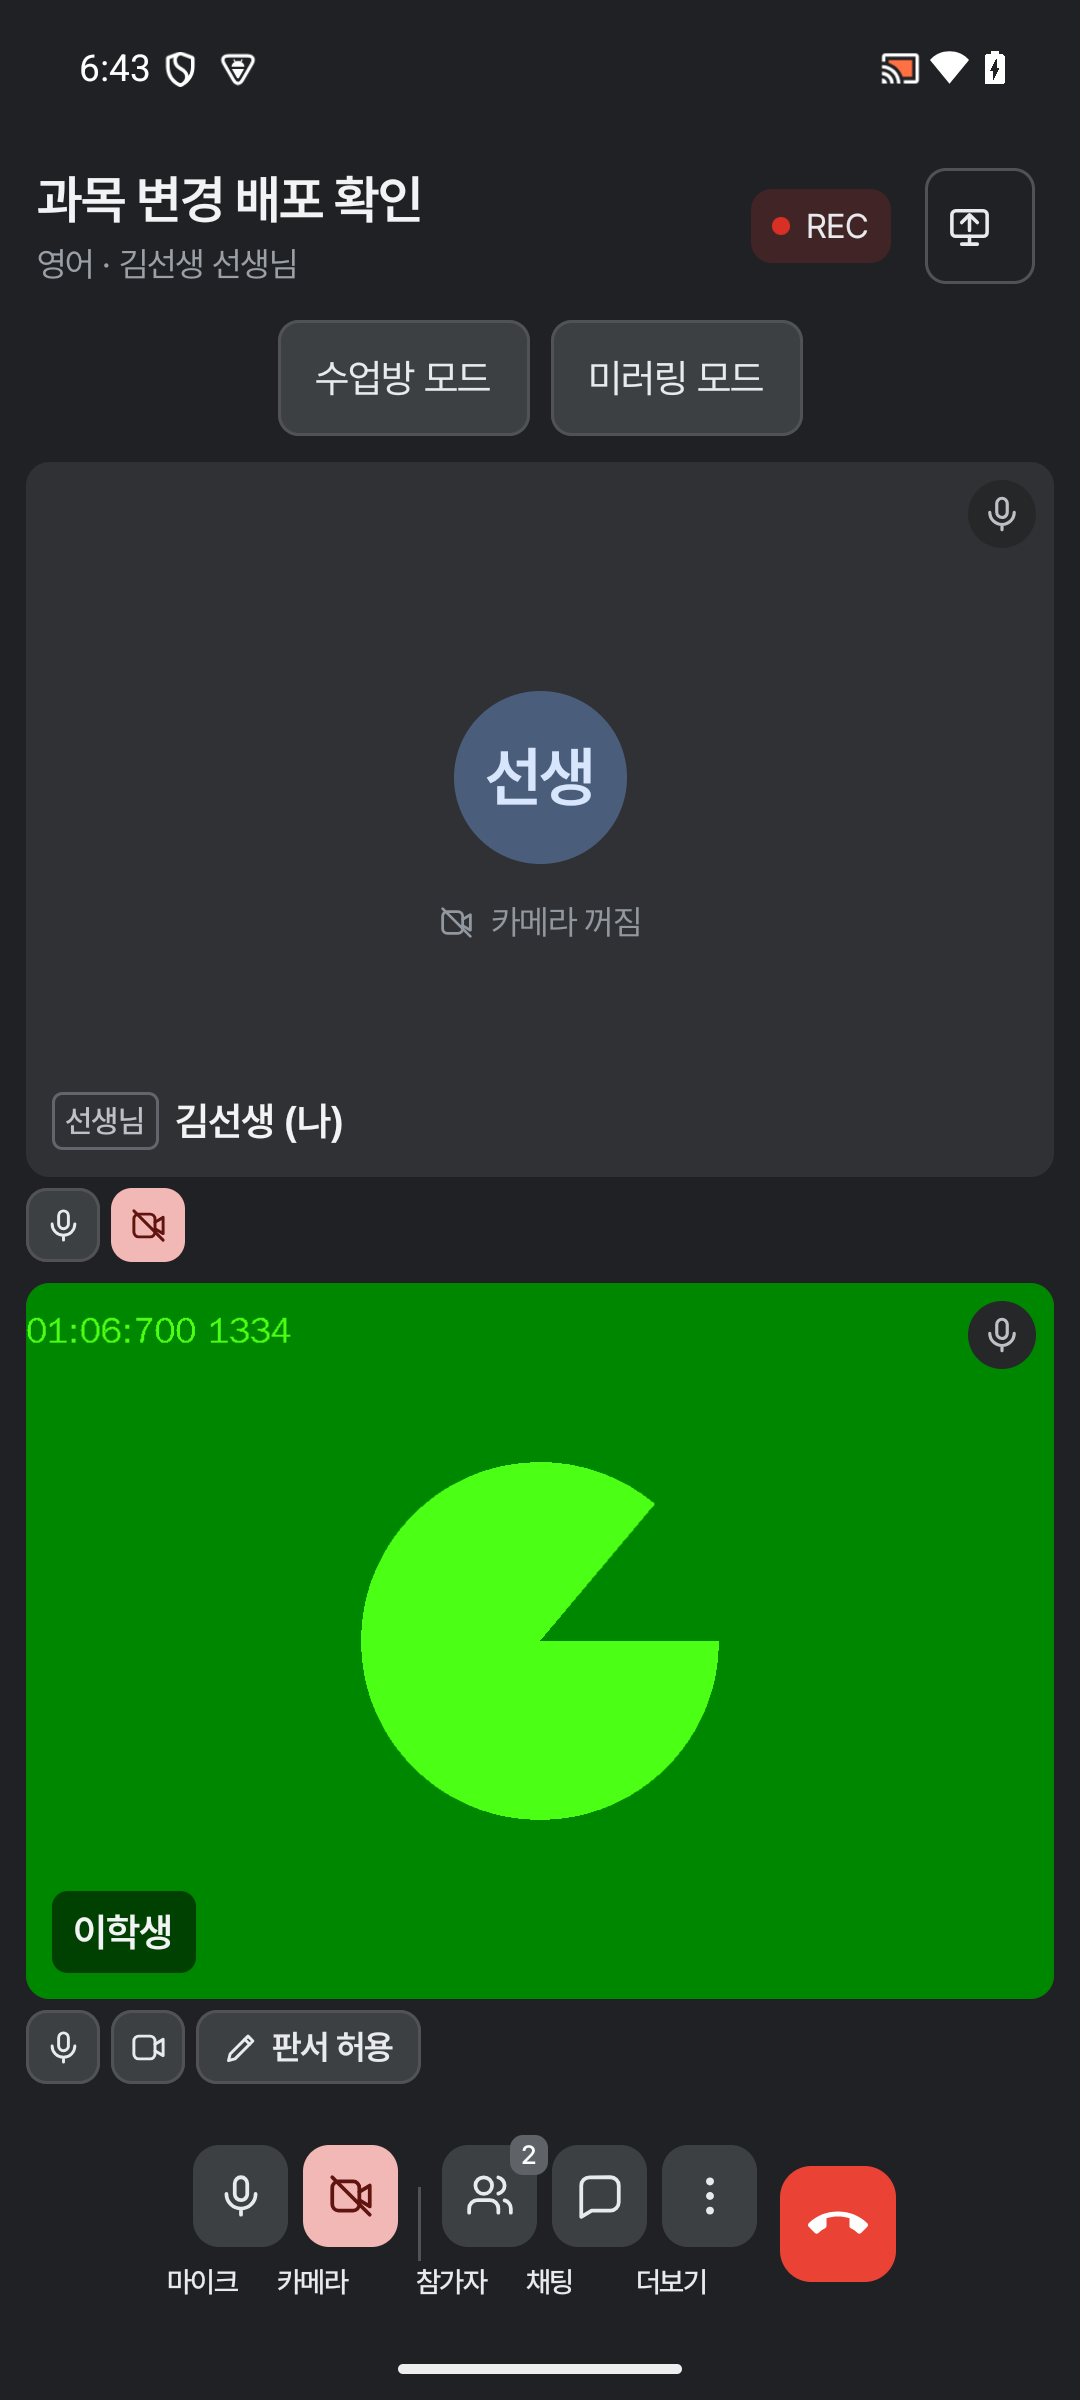 6:43
과목 변경 배포 확인
영어 · 김선생 선생님
REC
수업방 모드
미러링 모드
선생
카메라 꺼짐
선생님 김선생 (나)
01:06:700 1334
이학생
판서 허용
2
마이크 카메라 참가자 채팅 더보기